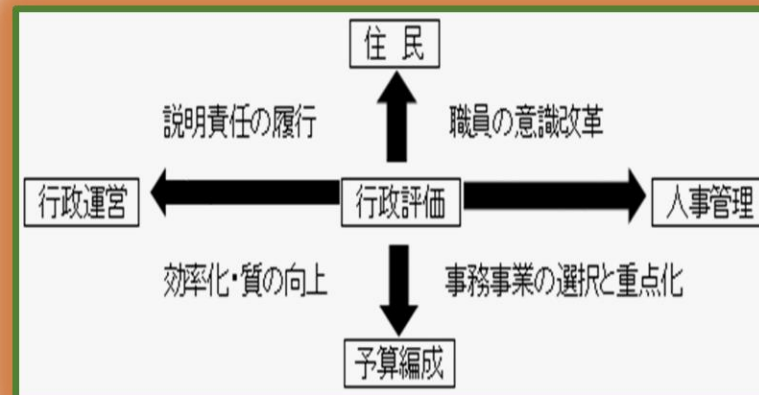 住 民
説明責任の履行
職員の意識改革
行政運営
行政評価
人事管理
効率化・質の向上
事務事業の選択と重点化
予算編成